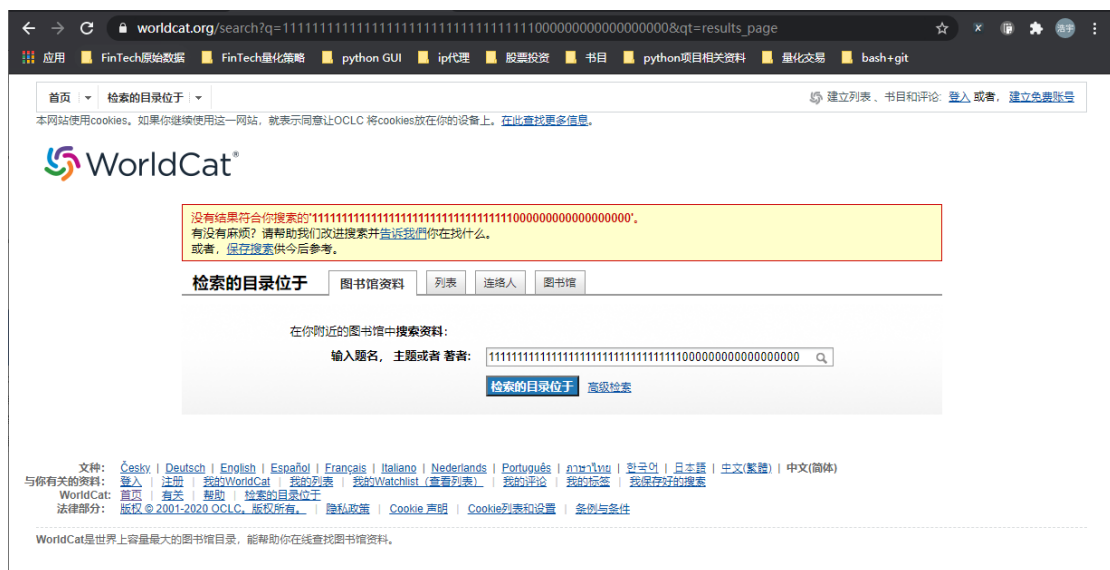 worldcat.org/search?q=
应用 FinTech原始数据 FinTech量化策略 python GUI ip代理 股票投资 书目 python项目相关资料 量化交易 bash+git
首页 检索的目录位于 建立列表、书目和评论: 登入 或者， 建立免费账号
本网站使用cookies。如果你继续使用这一网站，就表示同意让OCLC 将cookies放在你的设备上。在此查找更多信息。
WorldCat®
没有结果符合你搜索的
有没有麻烦? 请帮助我们改进搜索并告诉我們你在找什么。
或者，保存搜索供今后参考。
检索的目录位于 图书馆资料 列表 连络人 图书馆
在你附近的图书馆中搜索资料:
输入题名， 主题或者 著者:
检索的目录位于 高级检索
文种: Česky | Deutsch | English | Español | Français | Italiano | Nederlands | Português | ภาษาไทย | 한국어 | 日本語 | 中文(繁體) | 中文(简体)
与你有关的资料: 登入 | 注册 | 我的WorldCat | 我的列表 | 我的Watchlist（查看列表） | 我的评论 | 我的标签 | 我保存好的搜索
WorldCat: 首页 | 有关 | 帮助 | 检索的目录位于
法律部分: 版权 © 2001-2020 OCLC。版权所有。 | 隐私政策 | Cookie 声明 | Cookie列表和设置 | 条例与条件
WorldCat是世界上容量最大的图书馆目录，能帮助你在线查找图书馆资料。